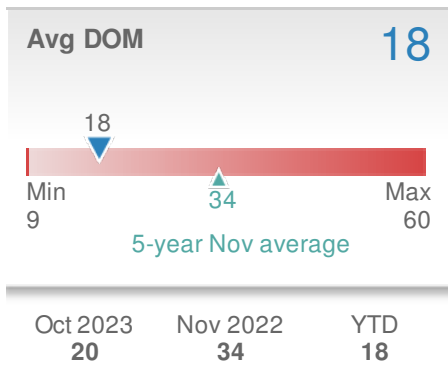 Avg DOM 18
18
Min Max
34
9 60
5-year Nov average
Oct 2023 Nov 2022 YTD
20 34 18